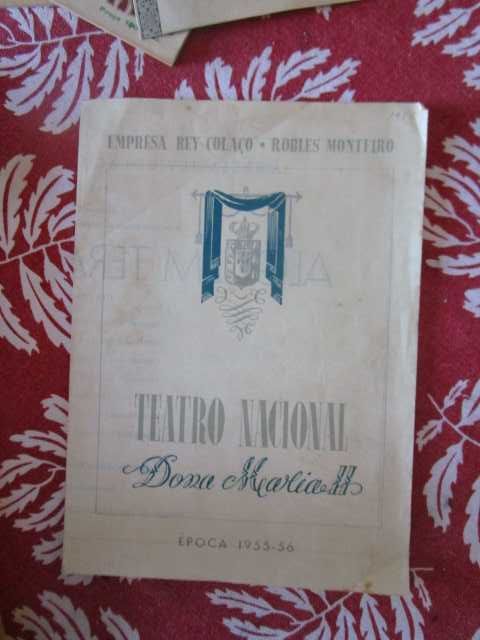 EMPRESA REY COLAÇO • ROBLES MONTEIRO
TEATRO NACIONAL
Dona Maria II
ÉPOCA 1955-56